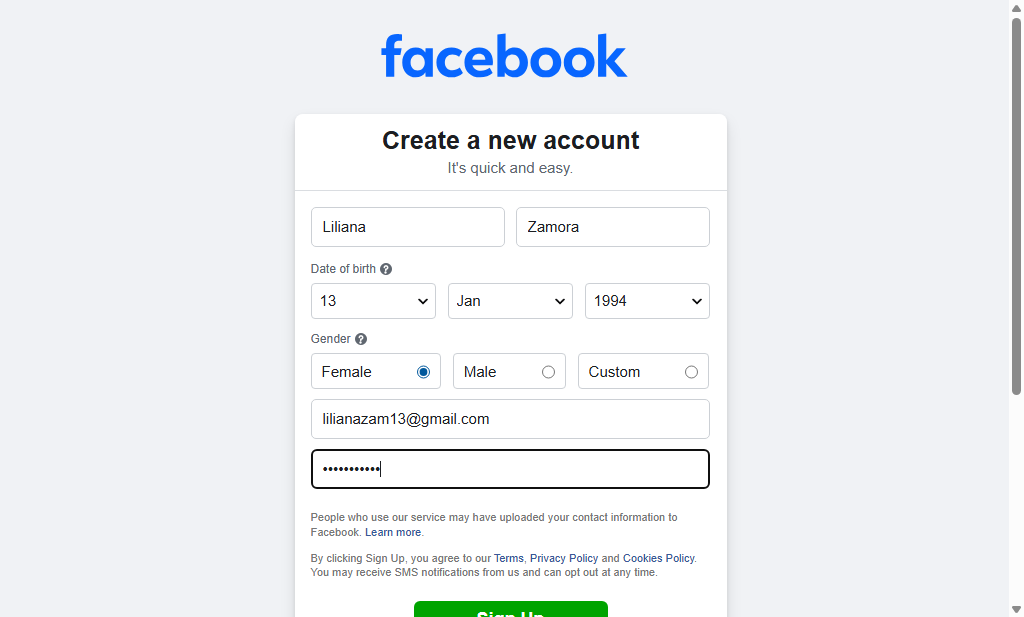 facebook
Create a new account
It's quick and easy.
Liliana Zamora
Date of birth ?
13 Jan 1994
Gender ?
Female Male Custom
lilianazam13@gmail.com
•••••••••••
People who use our service may have uploaded your contact information to
Facebook. Learn more.
By clicking Sign Up, you agree to our Terms, Privacy Policy and Cookies Policy.
You may receive SMS notifications from us and can opt out at any time.
Sign Up